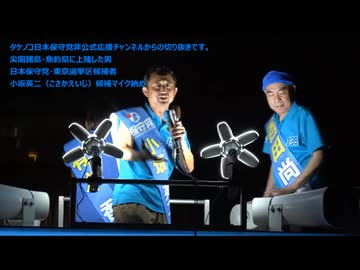 タケノコ日本保守党非公式応援チャンネルからの切り抜きです。
尖閣諸島・魚釣島に上陸した男
日本保守党・東京選挙区候補者
小坂英二（こさかえいじ）候補マイク納め
尚